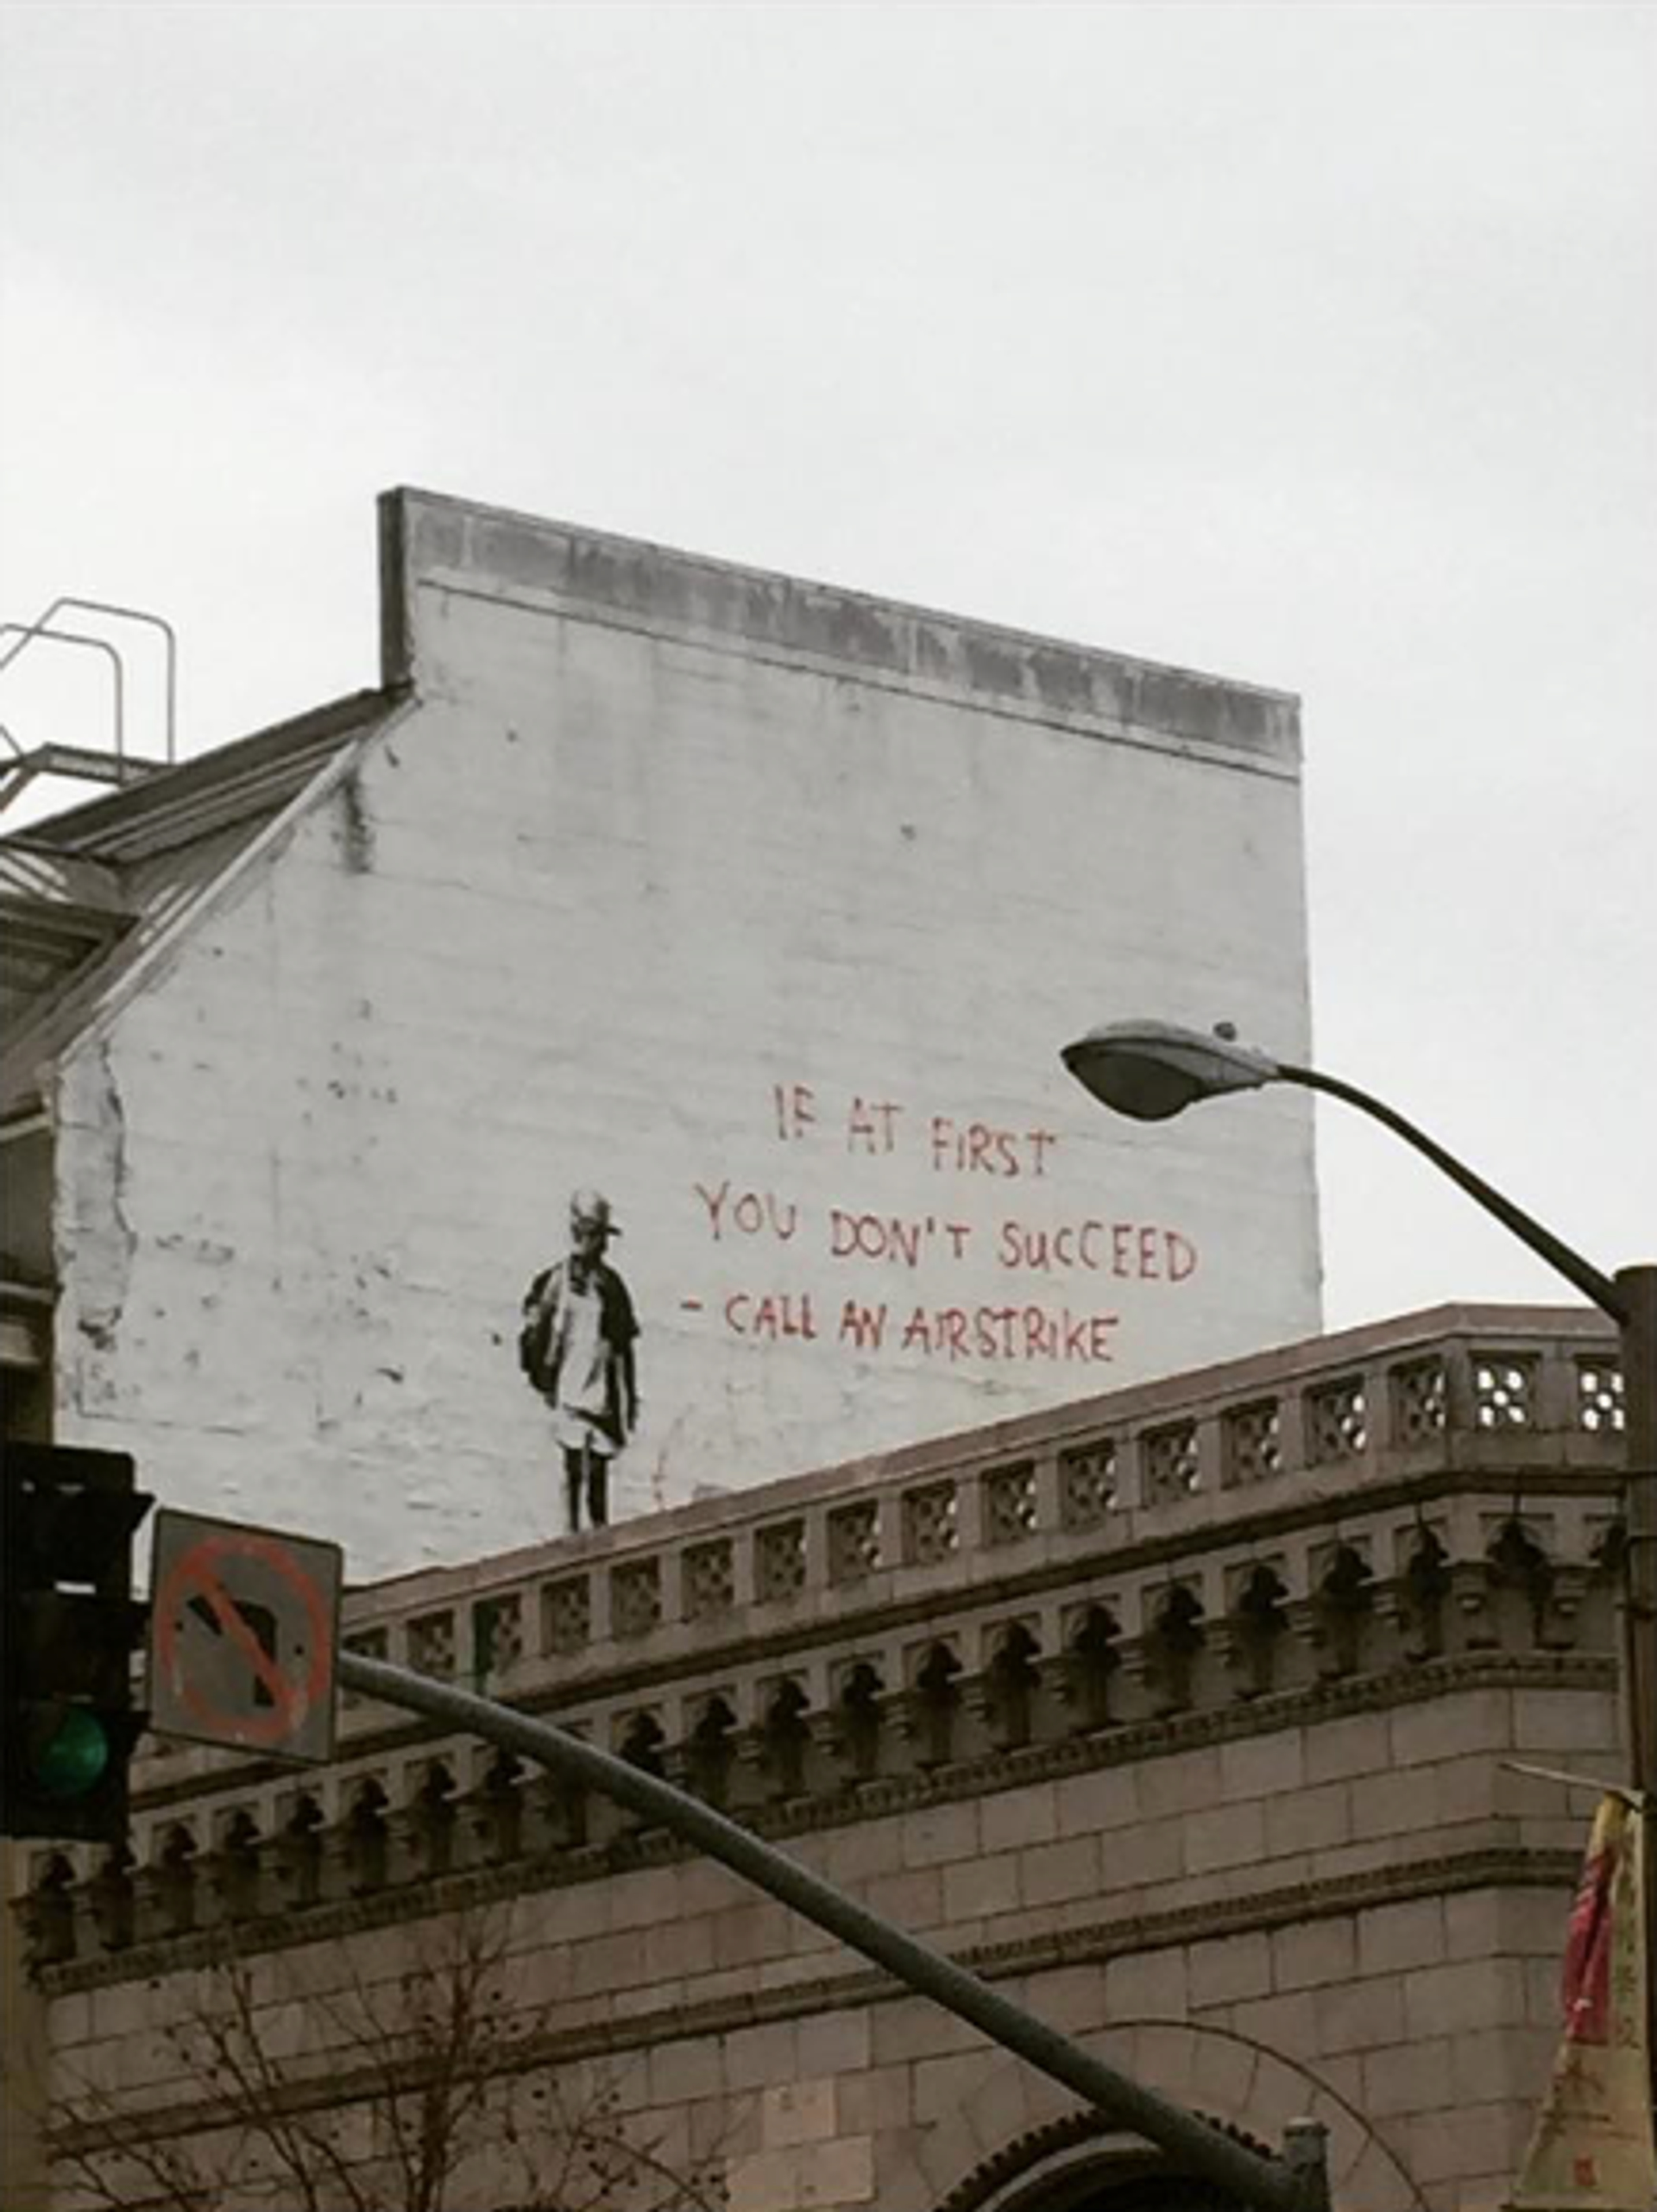 IF AT FIRST
YOU DON'T SUCCEED
- CALL AN AIRSTRIKE